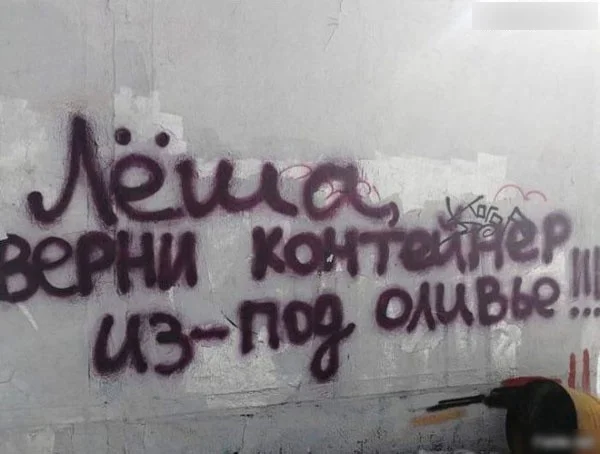 Лёша,
верни контейнер
из-под оливье!!!